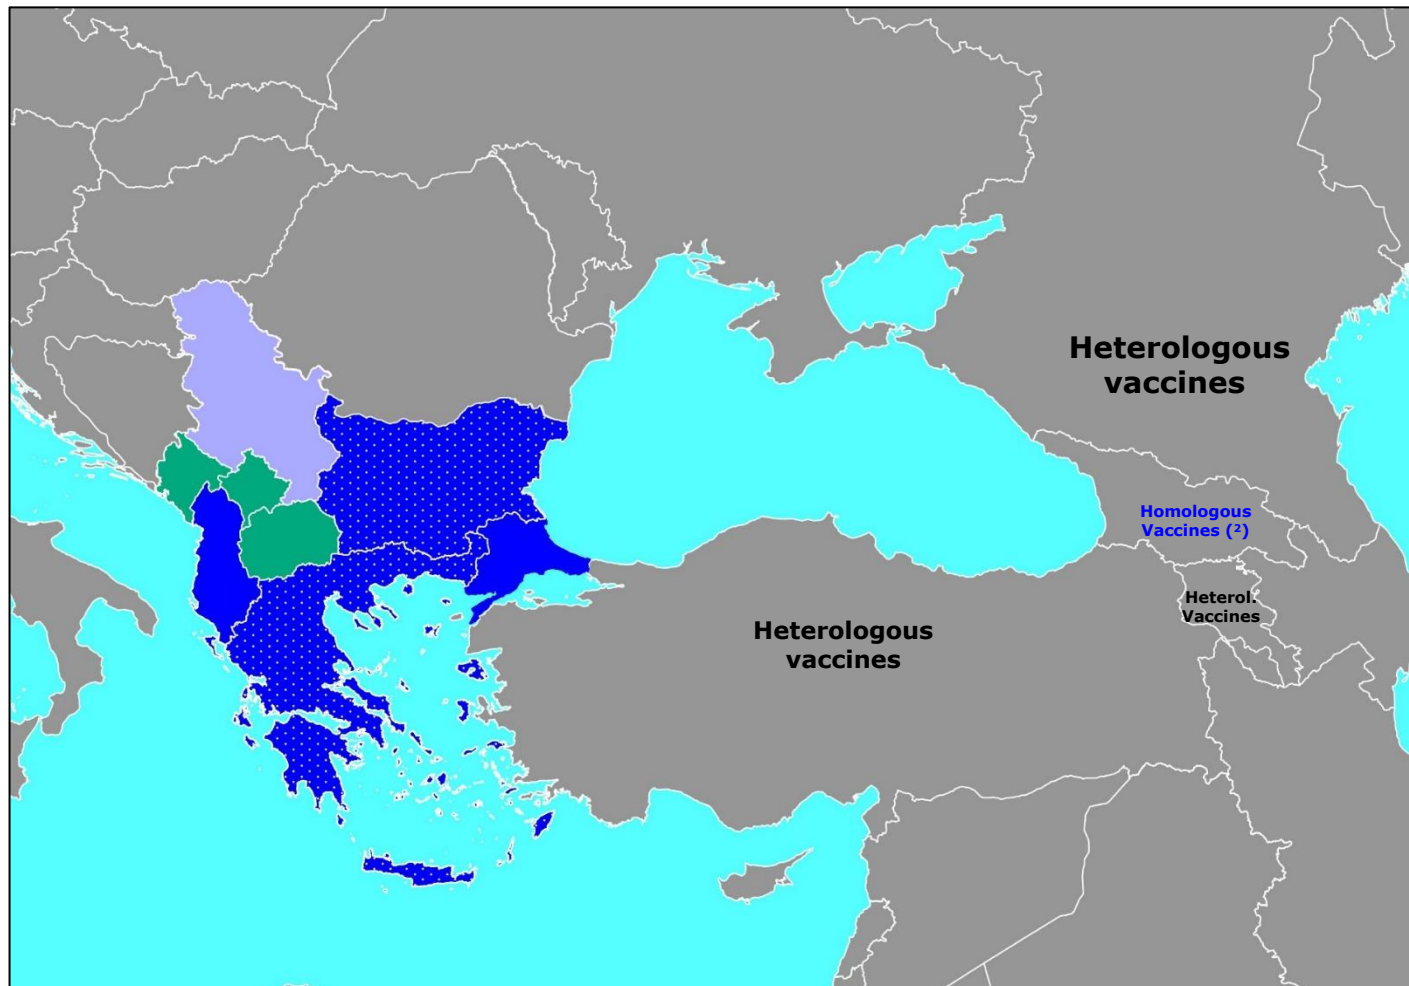 Heterologous
vaccines
Homologous
Vaccines (²)
Heterol.
Vaccines
Heterologous
vaccines